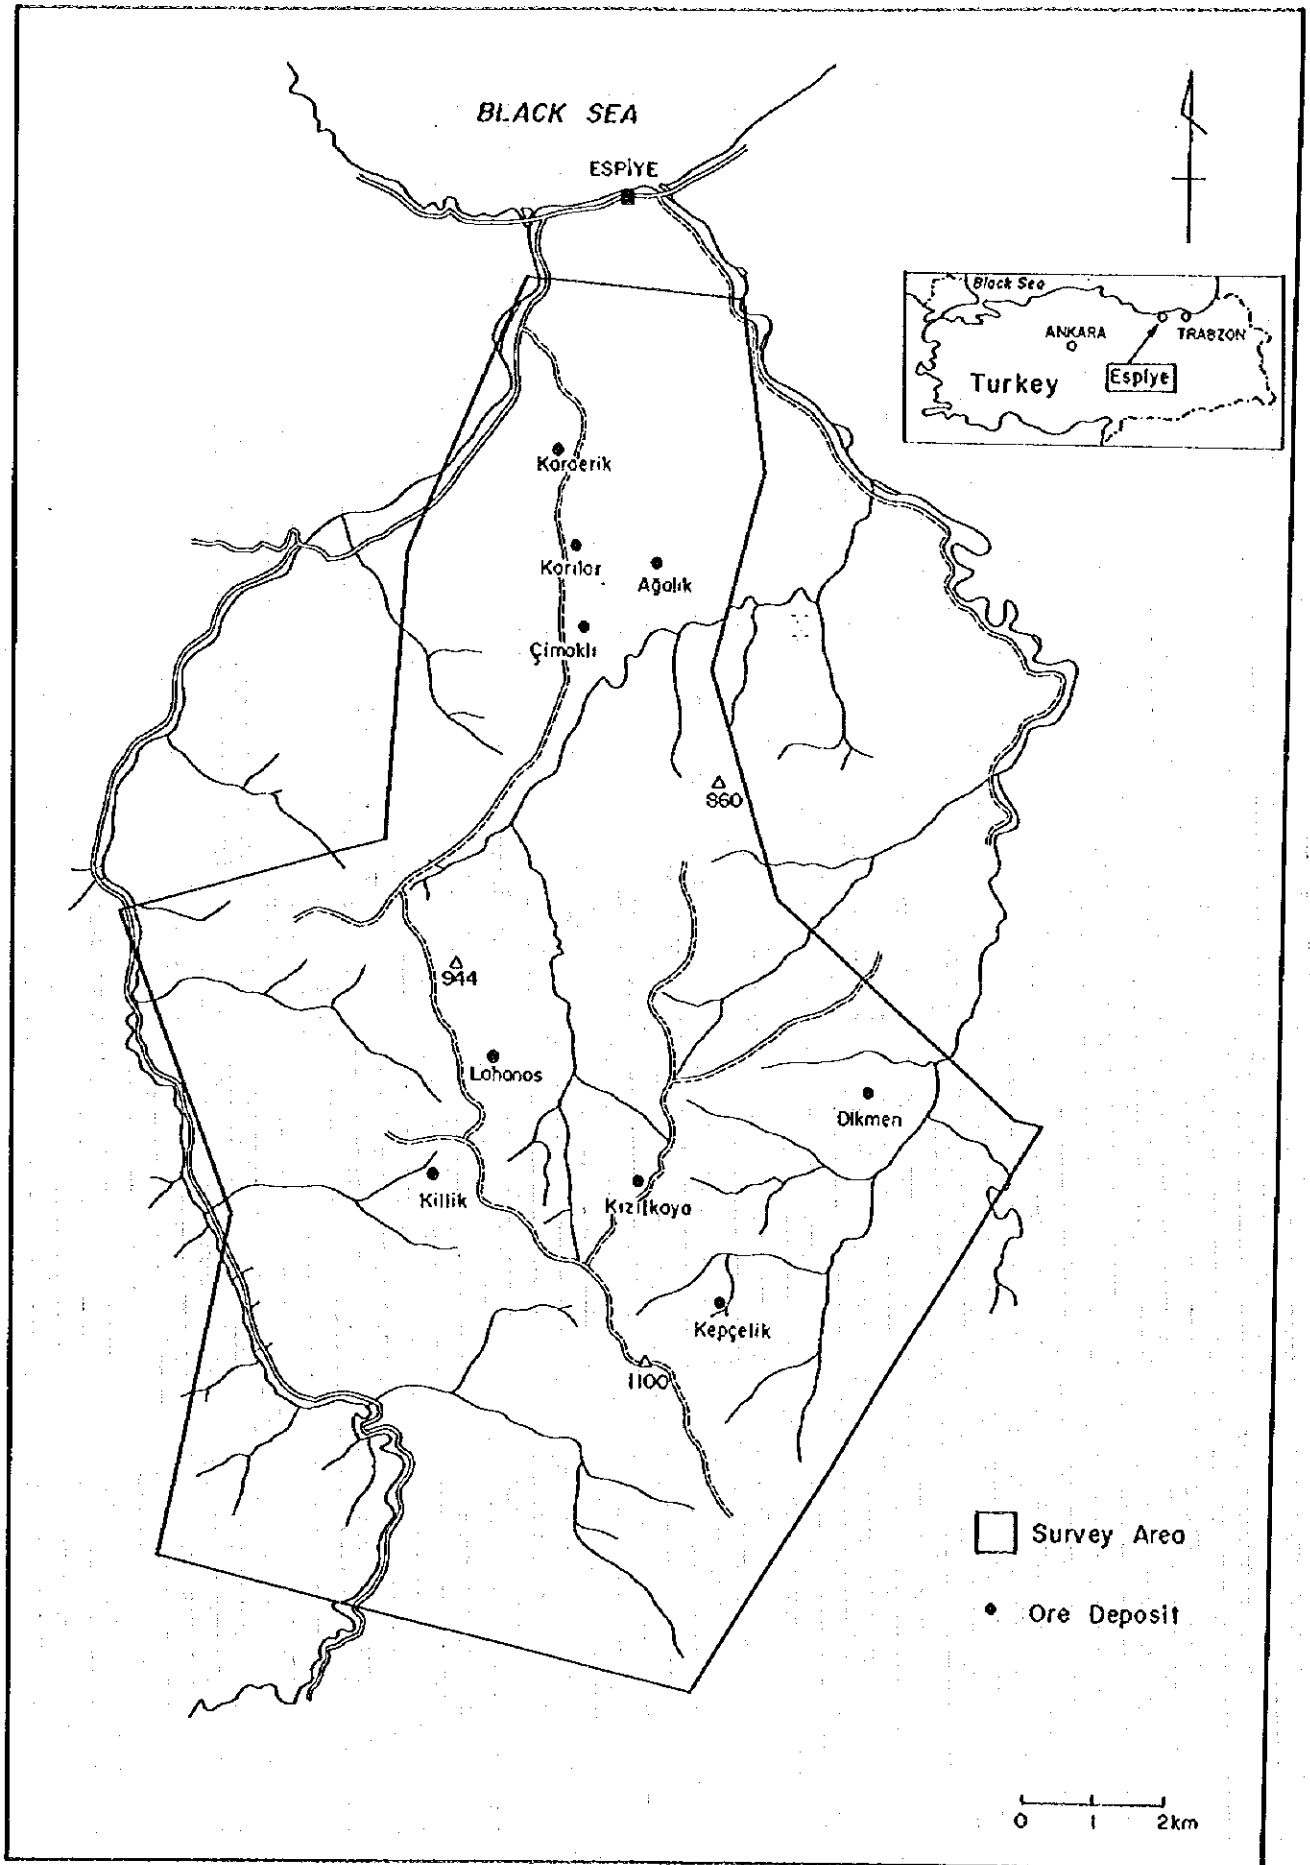 BLACK SEA
ESPİYE
Black Sea
ANKARA
TRABZON
Espiye
Turkey
Karaerik
Karılar
Ağalık
Çimaklı
860
944
Lahanos
Dikmen
Killik
Kızılkaya
Kepçelik
1100
Survey Area
Ore Deposit
0 1 2km